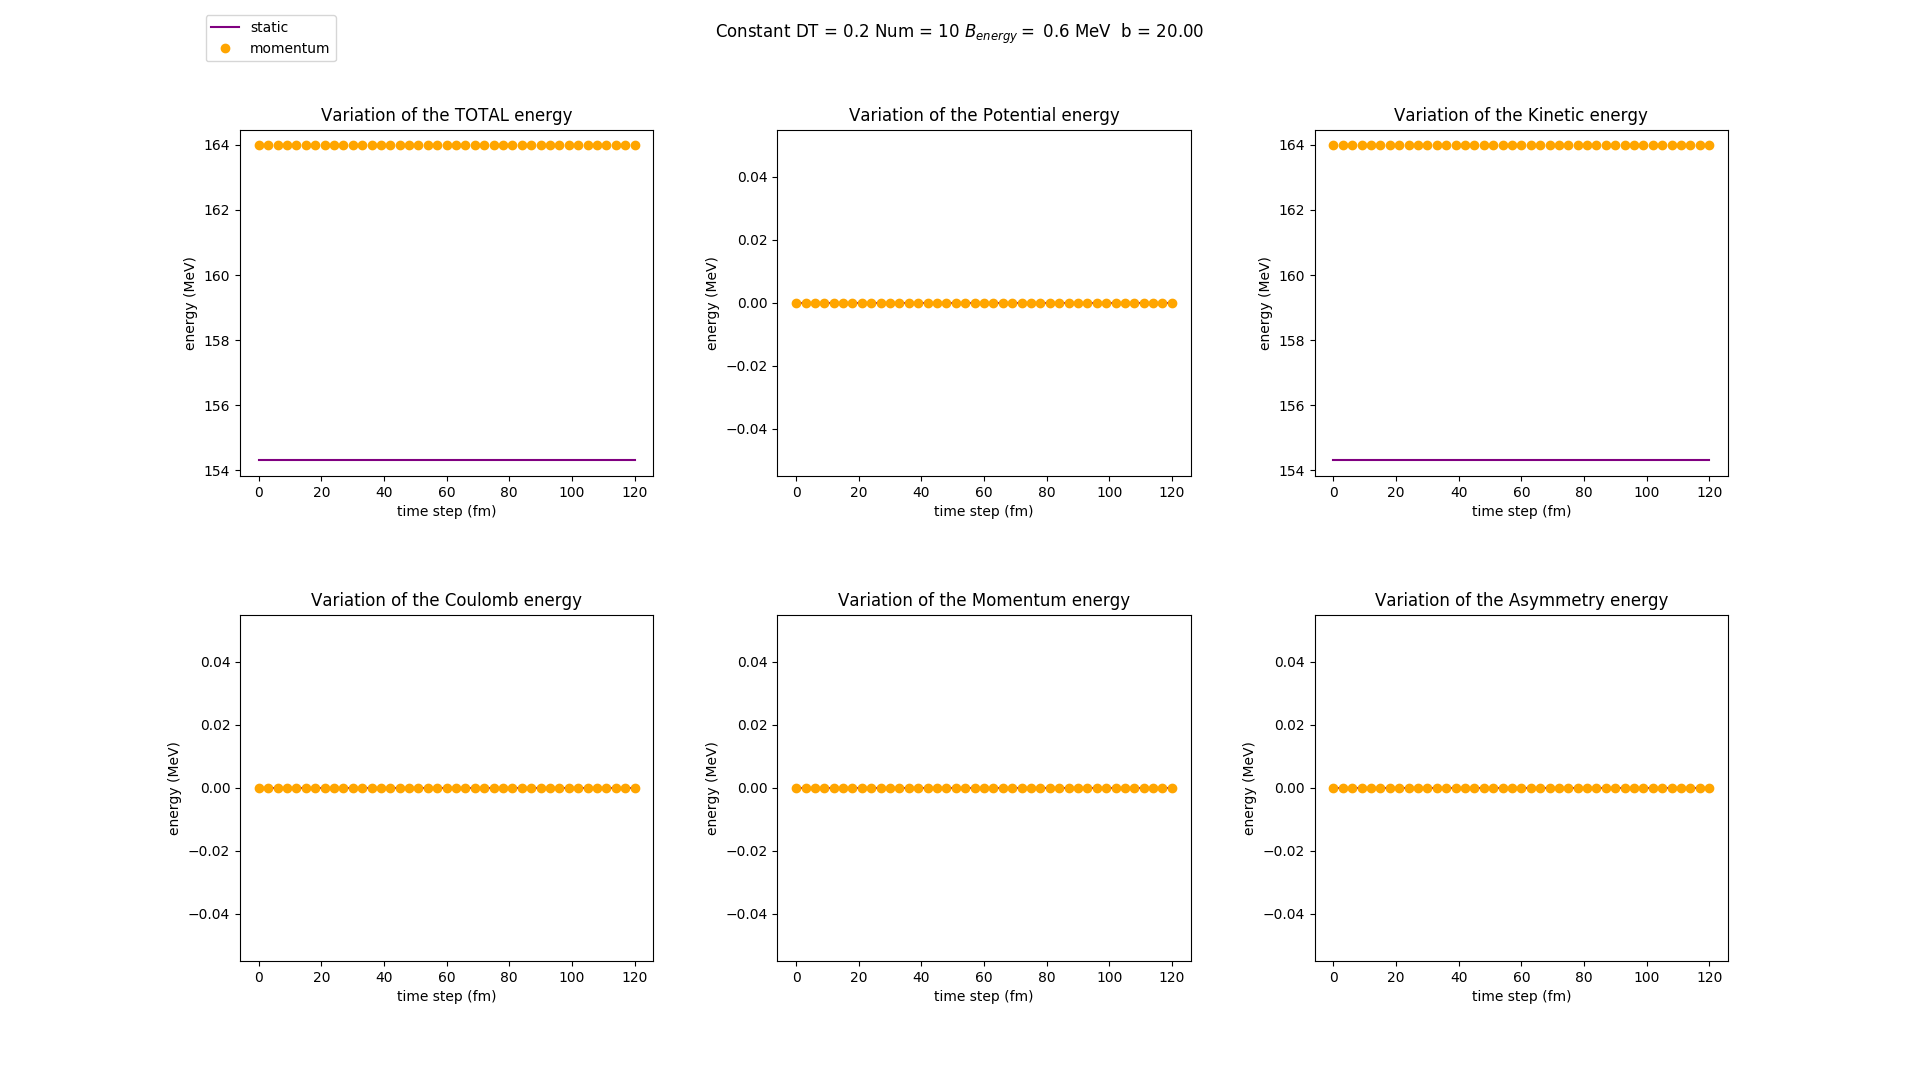 static
momentum
Constant DT = 0.2 Num = 10 B_energy = 0.6 MeV b = 20.00
Variation of the TOTAL energy
164
162
160
158
156
154
energy (MeV)
0 20 40 60 80 100 120
time step (fm)
Variation of the Potential energy
0.04
0.02
0.00
−0.02
−0.04
energy (MeV)
0 20 40 60 80 100 120
time step (fm)
Variation of the Kinetic energy
164
162
160
158
156
154
energy (MeV)
0 20 40 60 80 100 120
time step (fm)
Variation of the Coulomb energy
0.04
0.02
0.00
−0.02
−0.04
energy (MeV)
0 20 40 60 80 100 120
time step (fm)
Variation of the Momentum energy
0.04
0.02
0.00
−0.02
−0.04
energy (MeV)
0 20 40 60 80 100 120
time step (fm)
Variation of the Asymmetry energy
0.04
0.02
0.00
−0.02
−0.04
energy (MeV)
0 20 40 60 80 100 120
time step (fm)